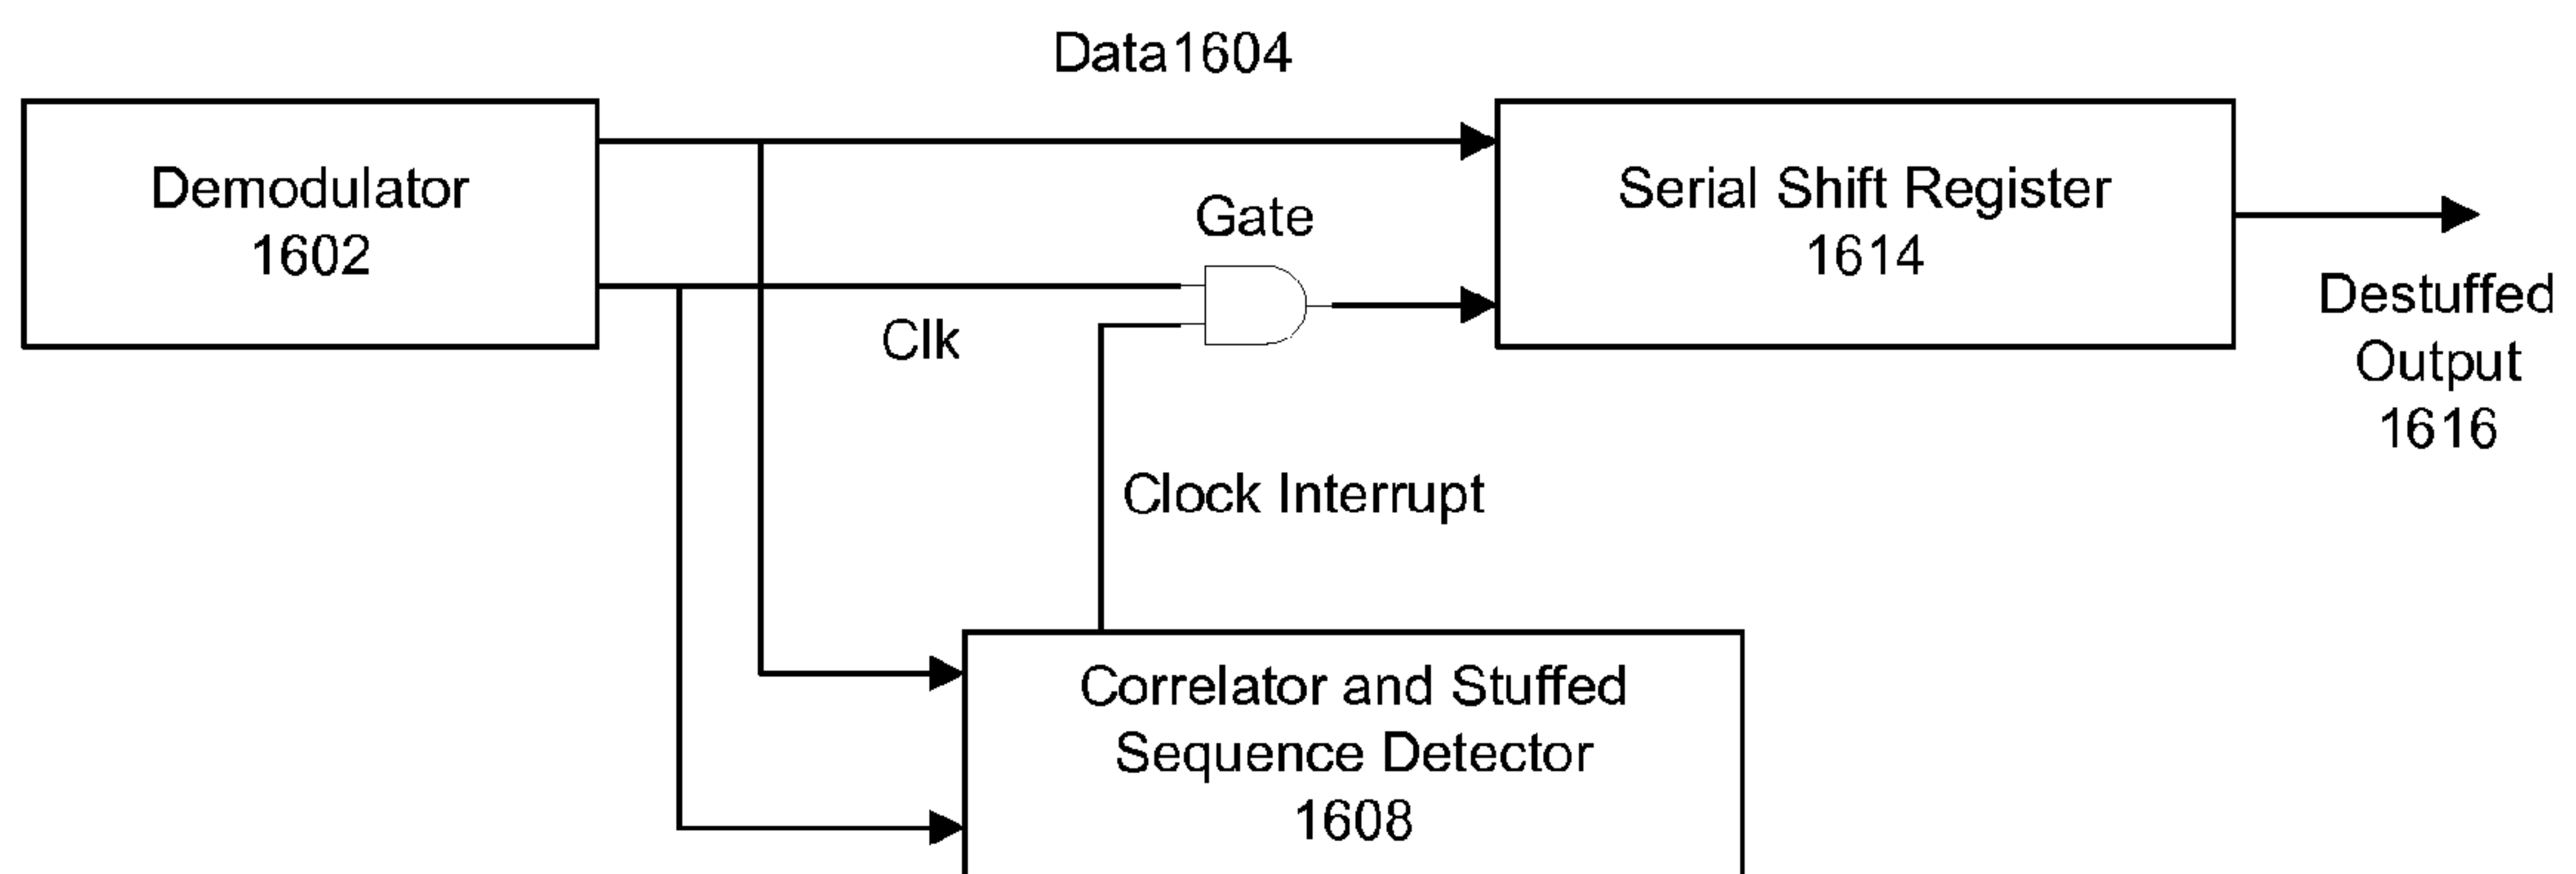 Data1604
Demodulator
1602
Gate
Serial Shift Register
1614
Clk
Destuffed
Output
1616
Clock Interrupt
Correlator and Stuffed
Sequence Detector
1608